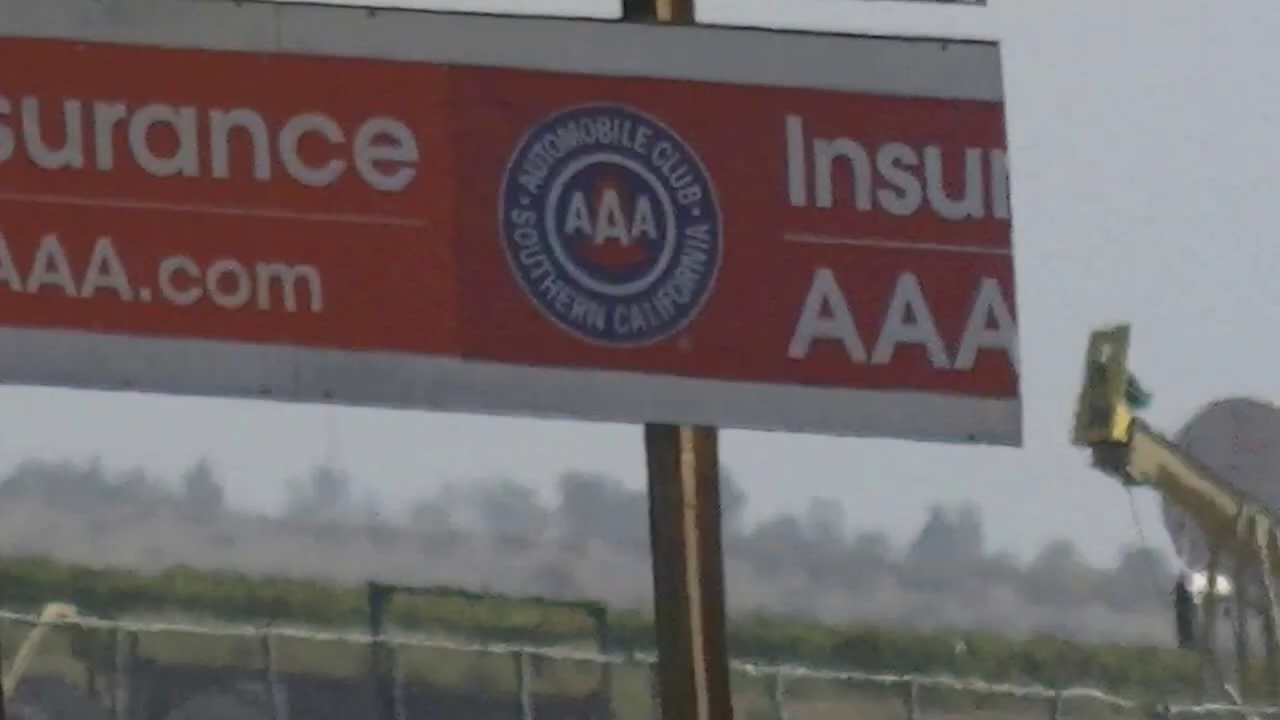 surance
AAA.com
AUTOMOBILE CLUB
AAA
SOUTHERN CALIFORNIA
Insur
AAA